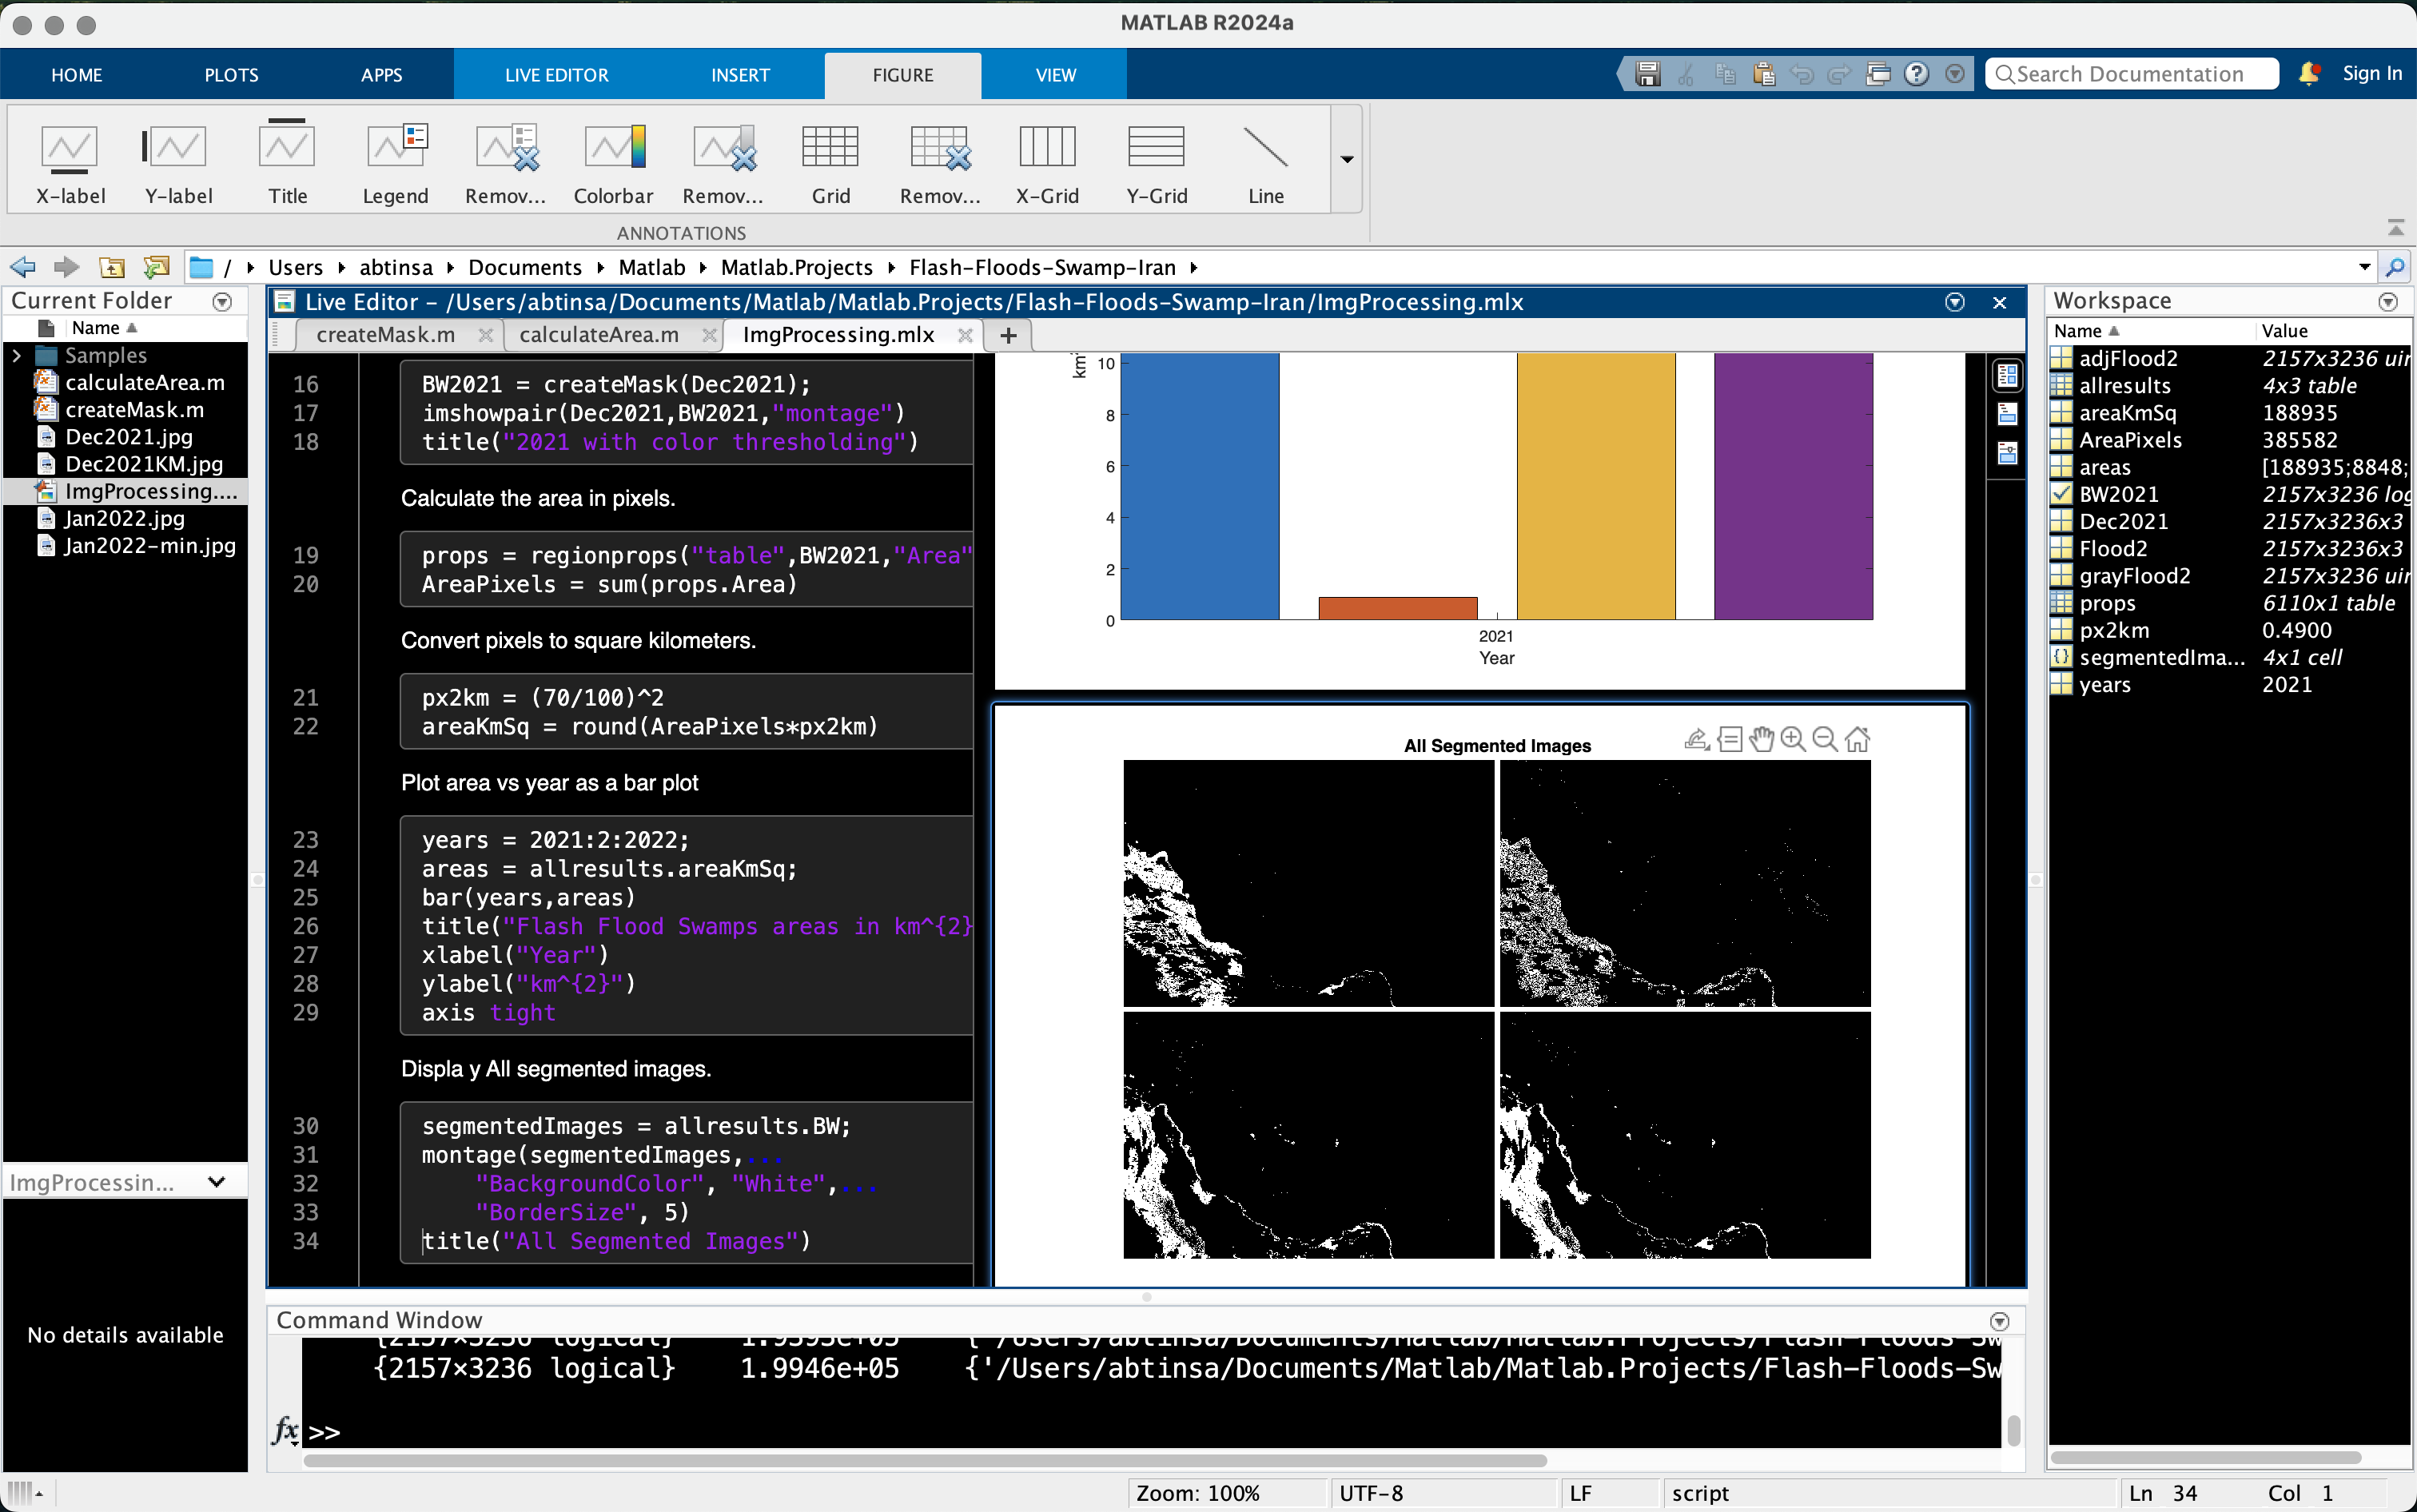 MATLAB R2024a
HOME PLOTS APPS LIVE EDITOR INSERT FIGURE VIEW
Search Documentation
Sign In
X-label Y-label Title Legend Remov... Colorbar Remov... Grid Remov... X-Grid Y-Grid Line
ANNOTATIONS
/ Users abtinsa Documents Matlab Matlab.Projects Flash-Floods-Swamp-Iran
Current Folder
Name
Samples
calculateArea.m
createMask.m
Dec2021.jpg
Dec2021KM.jpg
ImgProcessing....
Jan2022.jpg
Jan2022-min.jpg
ImgProcessin...
No details available
Live Editor - /Users/abtinsa/Documents/Matlab/Matlab.Projects/Flash-Floods-Swamp-Iran/ImgProcessing.mlx
createMask.m calculateArea.m ImgProcessing.mlx +
16 BW2021 = createMask(Dec2021);
17 imshowpair(Dec2021,BW2021,"montage")
18 title("2021 with color thresholding")
Calculate the area in pixels.
19 props = regionprops("table",BW2021,"Area"
20 AreaPixels = sum(props.Area)
Convert pixels to square kilometers.
21 px2km = (70/100)^2
22 areaKmSq = round(AreaPixels*px2km)
Plot area vs year as a bar plot
23 years = 2021:2:2022;
24 areas = allresults.areaKmSq;
25 bar(years,areas)
26 title("Flash Flood Swamps areas in km^{2}
27 xlabel("Year")
28 ylabel("km^{2}")
29 axis tight
Displa y All segmented images.
30 segmentedImages = allresults.BW;
31 montage(segmentedImages,...
32 "BackgroundColor", "White",...
33 "BorderSize", 5)
34 title("All Segmented Images")
km
10
8
6
4
2
0
2021
Year
All Segmented Images
Command Window
{2157×3236 logical} 1.9946e+05 {'/Users/abtinsa/Documents/Matlab/Matlab.Projects/Flash-Floods-Sw
fx >>
Workspace
Name Value
adjFlood2 2157x3236 uir
allresults 4x3 table
areaKmSq 188935
AreaPixels 385582
areas [188935;8848;
BW2021 2157x3236 log
Dec2021 2157x3236x3
Flood2 2157x3236x3
grayFlood2 2157x3236 uir
props 6110x1 table
px2km 0.4900
segmentedIma... 4x1 cell
years 2021
Zoom: 100% UTF-8 LF script Ln 34 Col 1